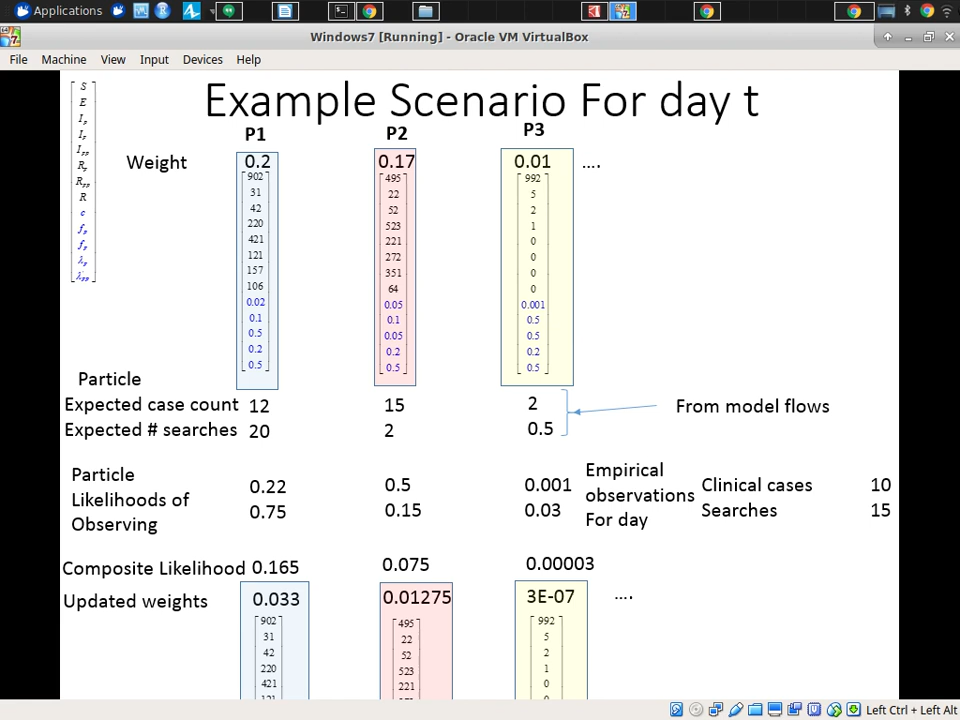 Applications
Windows7 [Running] - Oracle VM VirtualBox
File Machine View Input Devices Help
Example Scenario For day t
P1 P2 P3
Weight 0.2 0.17 0.01 ....
S 902 495 992
E 31 22 5
I_p 42 52 2
220 523 1
I_pp 421 221 0
R_p 121 272 0
R_pp 157 351 0
R 106 64 0
c 0.02 0.05 0.001
f_p 0.1 0.1 0.5
f_p 0.5 0.05 0.5
λ_p 0.2 0.2 0.2
λ_pp 0.5 0.5 0.5
Particle
Expected case count 12 15 2 From model flows
Expected # searches 20 2 0.5
Particle
Likelihoods of
Observing
0.22 0.5 0.001
0.75 0.15 0.03
Empirical
observations
For day
Clinical cases 10
Searches 15
Composite Likelihood 0.165 0.075 0.00003
Updated weights 0.033 0.01275 3E-07 ....
902 495 992
31 22 5
42 52 2
220 523 1
421 221 0
Left Ctrl + Left Alt